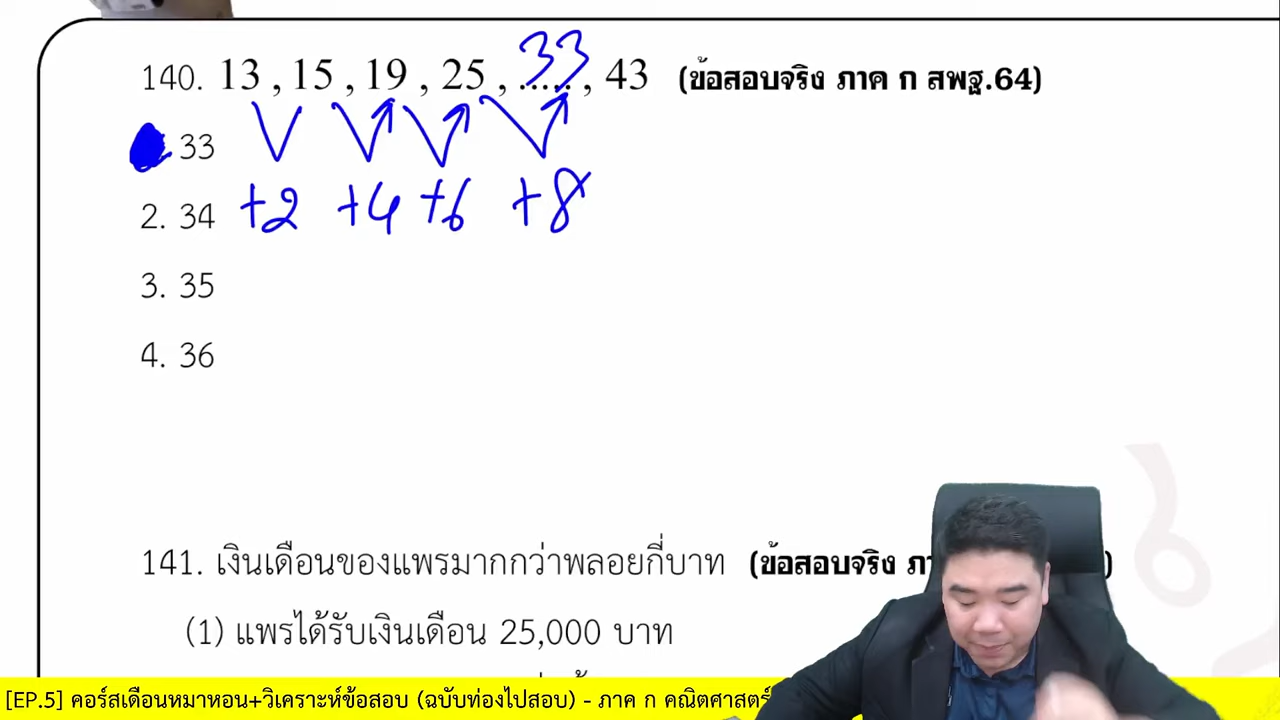 33
140. 13 , 15 , 19 , 25 , ...... , 43 (ข้อสอบจริง ภาค ก สพฐ.64)
33
+2 +4 +6 +8
2. 34
3. 35
4. 36
141. เงินเดือนของแพรมากกว่าพลอยกี่บาท (ข้อสอบจริง )
(1) แพรได้รับเงินเดือน 25,000 บาท
[EP.5] คอร์สเดือนหมาหอน+วิเคราะห์ข้อสอบ (ฉบับท่องไปสอบ) - ภาค ก คณิตศาสตร์